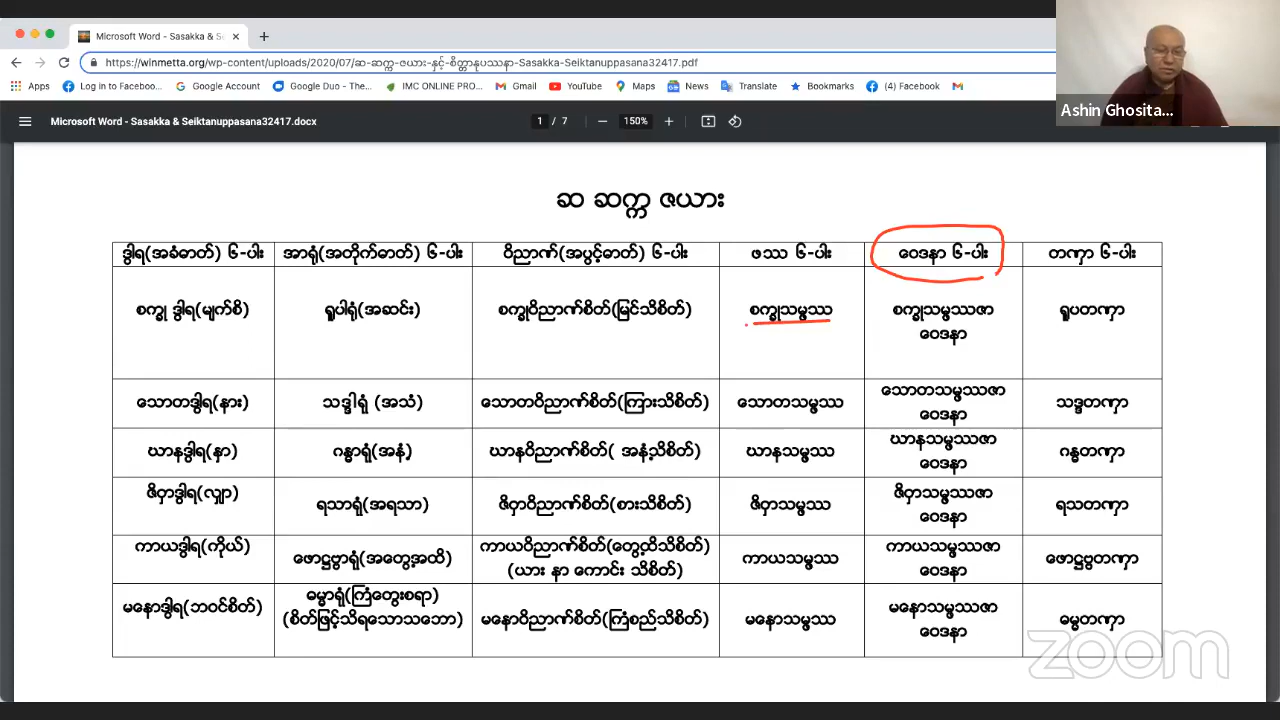 Microsoft Word - Sasakka & Se
https://winmetta.org/wp-content/uploads/2020/07/ဆ-ဆက္က-ဇယား-နှင့်-စိတ္တာနုပဿနာ-Sasakka-Seiktanuppasana32417.pdf
Apps Log in to Faceboo... Google Account Google Duo - The... IMC ONLINE PRO... Gmail YouTube Maps News Translate Bookmarks (4) Facebook
Ashin Ghosita...
Microsoft Word - Sasakka & Seiktanuppasana32417.docx 1 / 7 150%
ဆ ဆက္က ဇယား
ဒွါရ(အခံဓာတ်) ၆-ပါး အာရုံ(အတိုက်ဓာတ်) ၆-ပါး ဝိညာဏ်(အပွင့်ဓာတ်) ၆-ပါး ဖဿ ၆-ပါး ဝေဒနာ ၆-ပါး တဏှာ ၆-ပါး
စက္ခု ဒွါရ(မျက်စိ) ရူပါရုံ(အဆင်း) စက္ခုဝိညာဏ်စိတ်(မြင်သိစိတ်) စက္ခုသမ္ဖဿ စက္ခုသမ္ဖဿဇာ ရူပတဏှာ
ဝေဒနာ
သောတဒွါရ(နား) သဒ္ဒါရုံ (အသံ) သောတဝိညာဏ်စိတ်(ကြားသိစိတ်) သောတသမ္ဖဿ သောတသမ္ဖဿဇာ သဒ္ဒတဏှာ
ဝေဒနာ
ဃာနဒွါရ(နှာ) ဂန္ဓာရုံ(အနံ့) ဃာနဝိညာဏ်စိတ်( အနံ့သိစိတ်) ဃာနသမ္ဖဿ ဃာနသမ္ဖဿဇာ ဂန္ဓတဏှာ
ဝေဒနာ
ဇိဝှာဒွါရ(လျှာ) ရသာရုံ(အရသာ) ဇိဝှာဝိညာဏ်စိတ်(စားသိစိတ်) ဇိဝှာသမ္ဖဿ ဇိဝှာသမ္ဖဿဇာ ရသတဏှာ
ဝေဒနာ
ကာယဒွါရ(ကိုယ်) ဖောဋ္ဌဗ္ဗာရုံ(အတွေ့အထိ) ကာယဝိညာဏ်စိတ်(တွေ့ထိသိစိတ်) ကာယသမ္ဖဿ ကာယသမ္ဖဿဇာ ဖောဋ္ဌဗ္ဗတဏှာ
(ယား နာ ကောင်း သိစိတ်) ဝေဒနာ
မနောဒွါရ(ဘဝင်စိတ်) ဓမ္မာရုံ(ကြံတွေးစရာ) မနောဝိညာဏ်စိတ်(ကြံစည်သိစိတ်) မနောသမ္ဖဿ မနောသမ္ဖဿဇာ ဓမ္မတဏှာ
(စိတ်ဖြင့်သိရသောသဘော) ဝေဒနာ
zoom